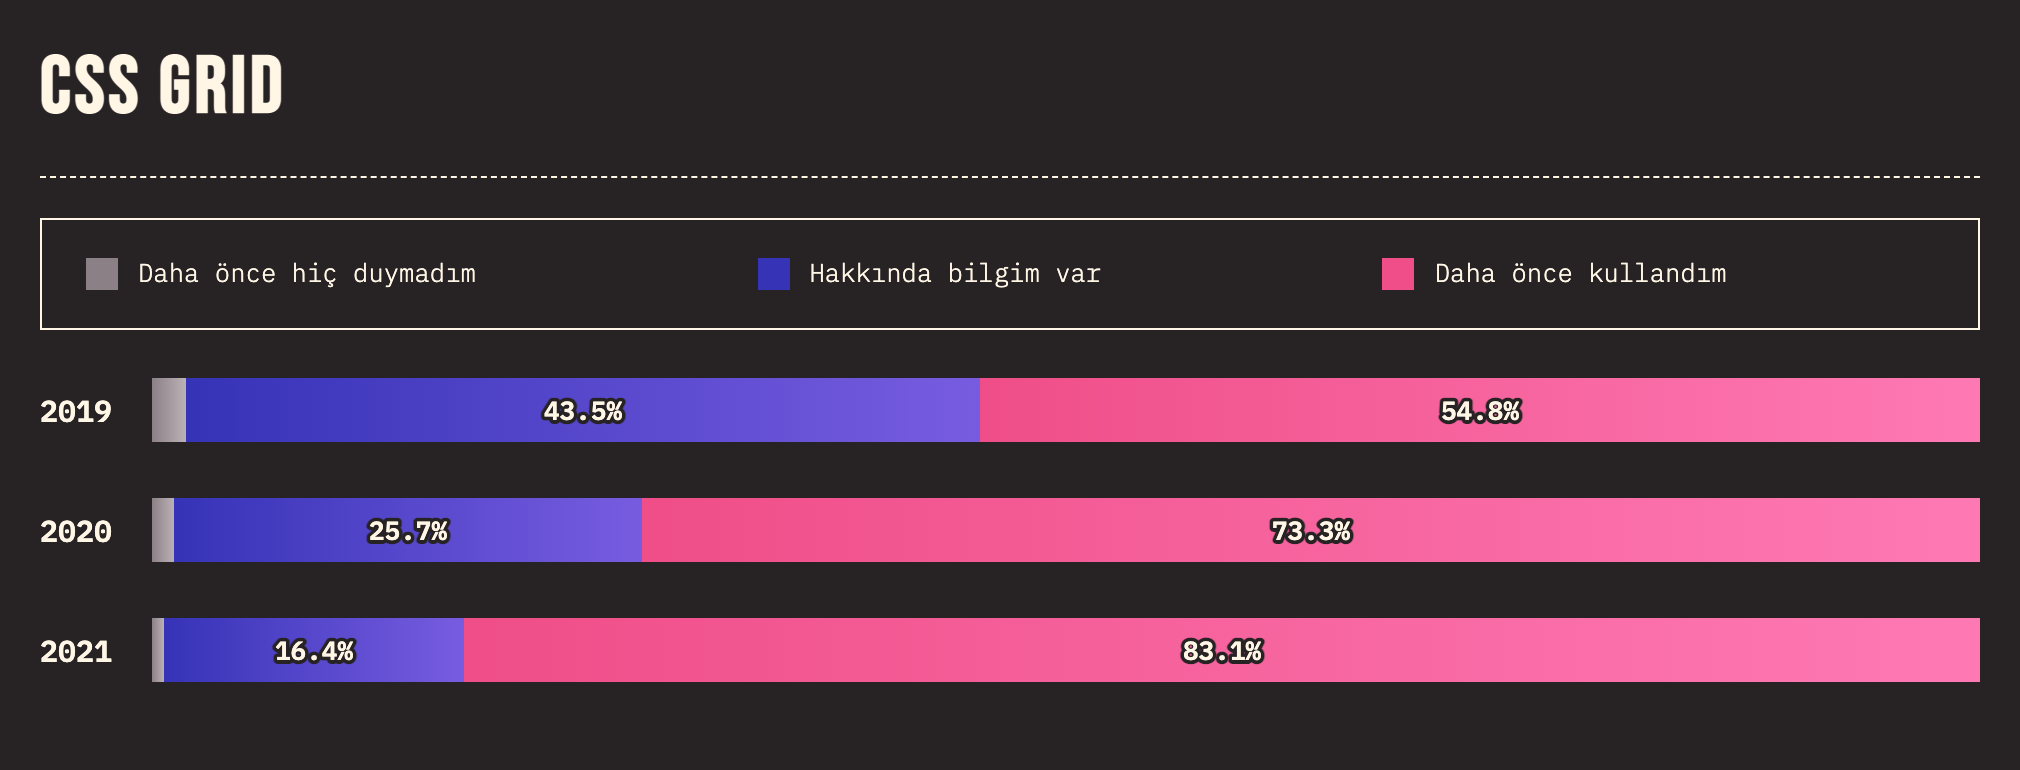 CSS GRID
Daha önce hiç duymadım Hakkında bilgim var Daha önce kullandım
2019 43.5% 54.8%
2020 25.7% 73.3%
2021 16.4% 83.1%